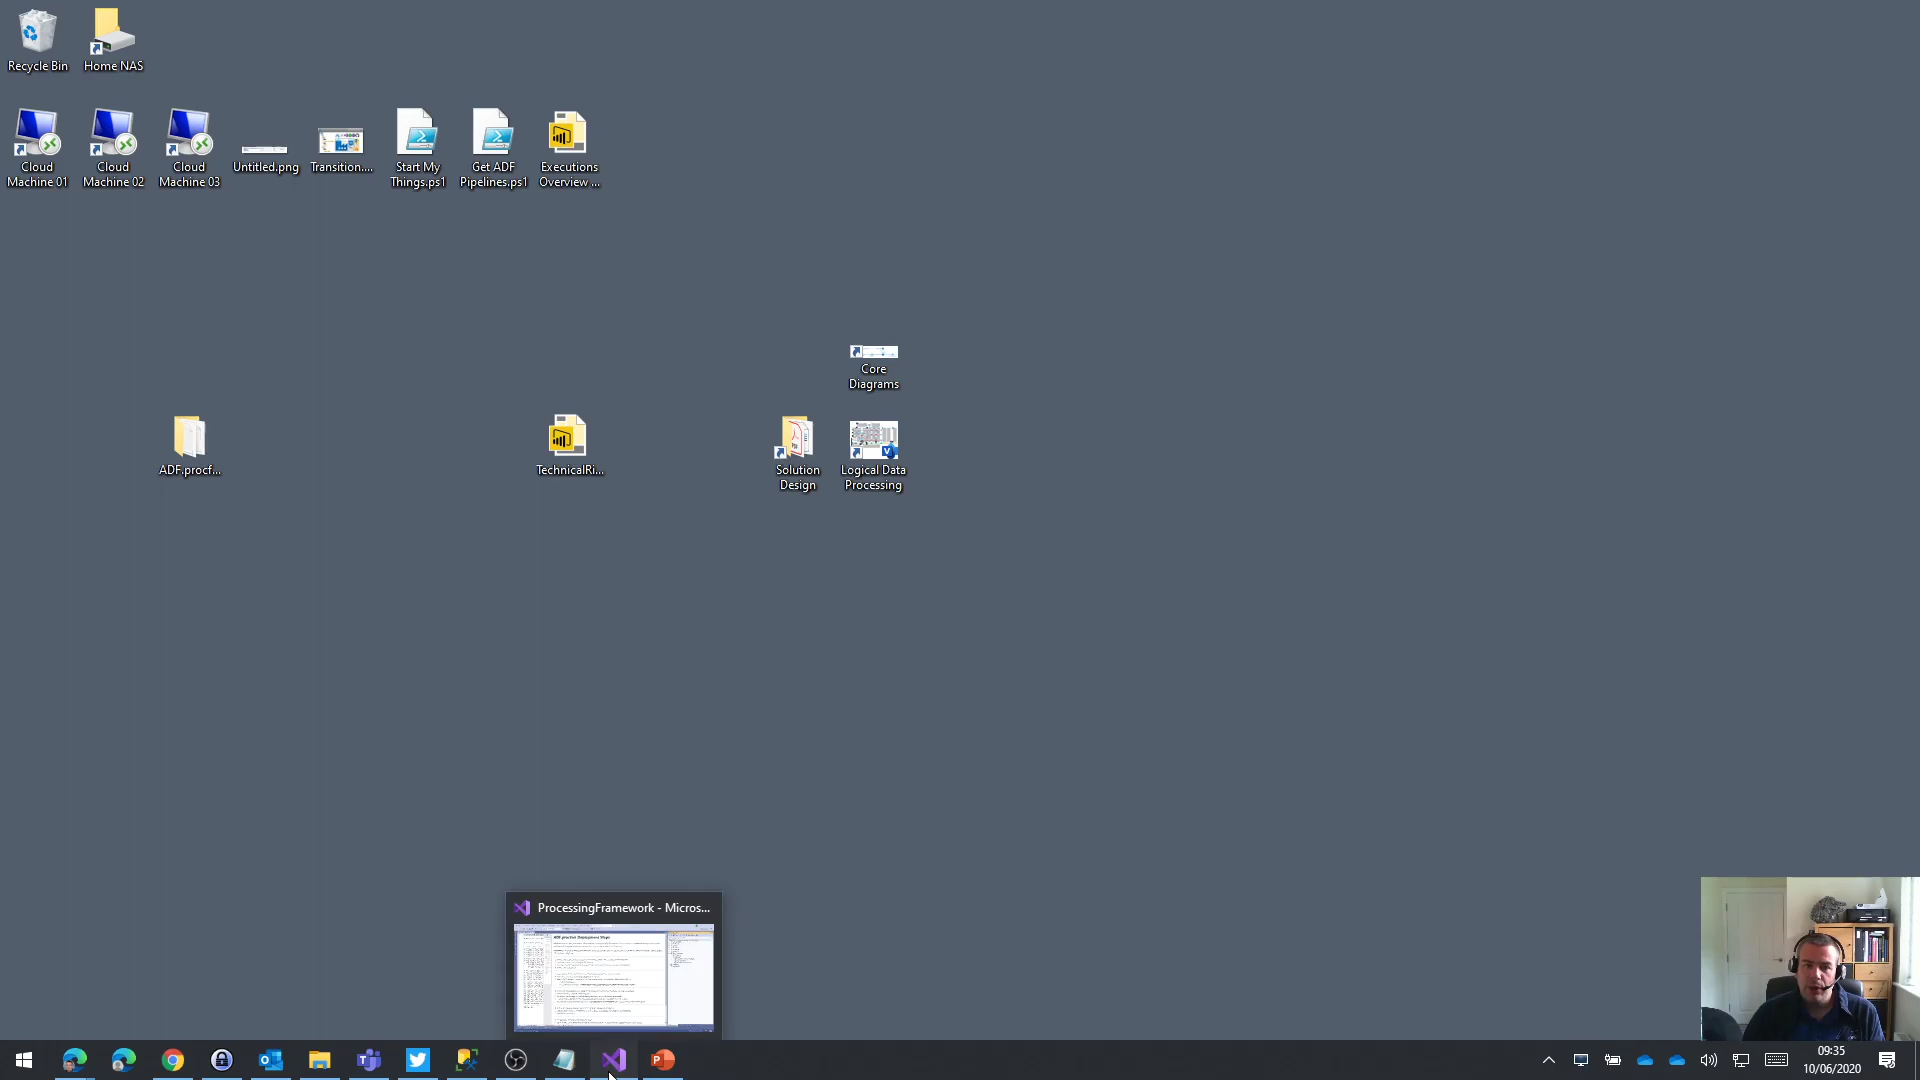 Recycle Bin
Home NAS
Cloud
Machine 01
Cloud
Machine 02
Cloud
Machine 03
Untitled.png
Transition....
Start My
Things.ps1
Get ADF
Pipelines.ps1
Executions
Overview ...
Core
Diagrams
ADF.procf...
TechnicalRi...
Solution
Design
Logical Data
Processing
ProcessingFramework - Micros...
09:35
10/06/2020